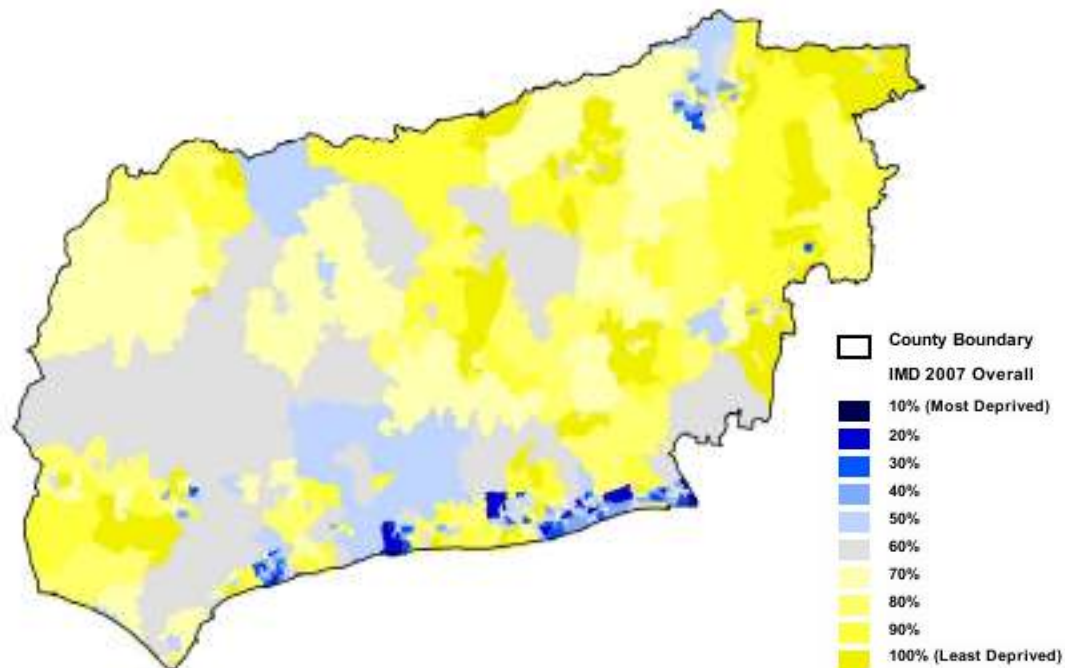 County Boundary
IMD 2007 Overall
10% (Most Deprived)
20%
30%
40%
50%
60%
70%
80%
90%
100% (Least Deprived)